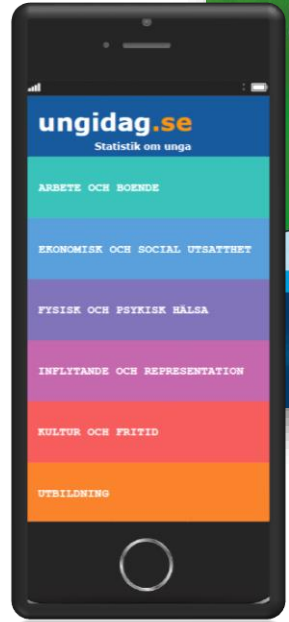 ungidag.se
Statistik om unga
ARBETE OCH BOENDE
EKONOMISK OCH SOCIAL UTSATTHET
FYSISK OCH PSYKISK HÄLSA
INFLYTANDE OCH REPRESENTATION
KULTUR OCH FRITID
UTBILDNING